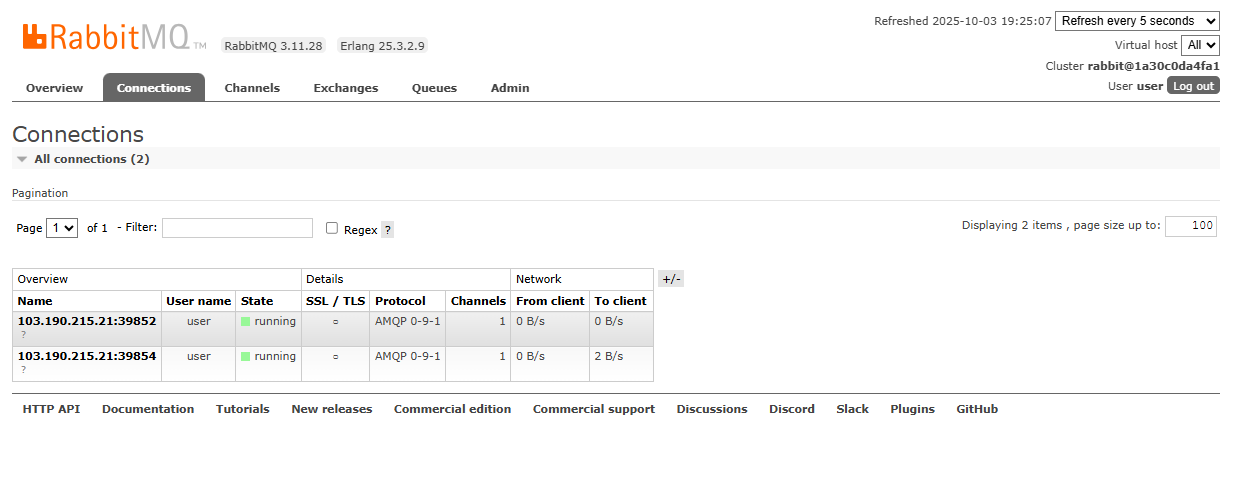 RabbitMQ TM
RabbitMQ 3.11.28 Erlang 25.3.2.9
Refreshed 2025-10-03 19:25:07 Refresh every 5 seconds
Virtual host All
Cluster rabbit@1a30c0da4fa1
User user Log out
Overview Connections Channels Exchanges Queues Admin
Connections
All connections (2)
Pagination
Page 1 of 1 - Filter: Regex ?
Displaying 2 items , page size up to: 100
Overview Details Network +/-
Name User name State SSL / TLS Protocol Channels From client To client
103.190.215.21:39852 user running ○ AMQP 0-9-1 1 0 B/s 0 B/s
?
103.190.215.21:39854 user running ○ AMQP 0-9-1 1 0 B/s 2 B/s
?
HTTP API Documentation Tutorials New releases Commercial edition Commercial support Discussions Discord Slack Plugins GitHub